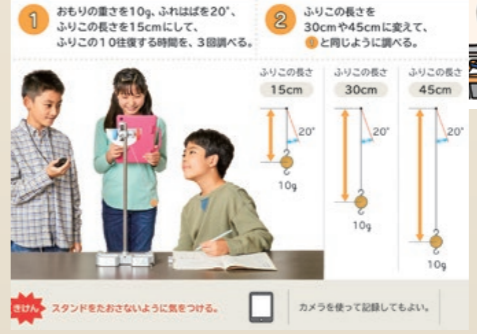 1
おもりの重さを10g、ふれはばを20°、
ふりこの長さを15cmにして、
ふりこの10往復する時間を、3回調べる。
2
ふりこの長さを
30cmや45cmに変えて、
1と同じように調べる。
ふりこの長さ
15cm
20°
10g
ふりこの長さ
30cm
20°
10g
ふりこの長さ
45cm
20°
10g
きけん
スタンドをたおさないように気をつける。
カメラを使って記録してもよい。